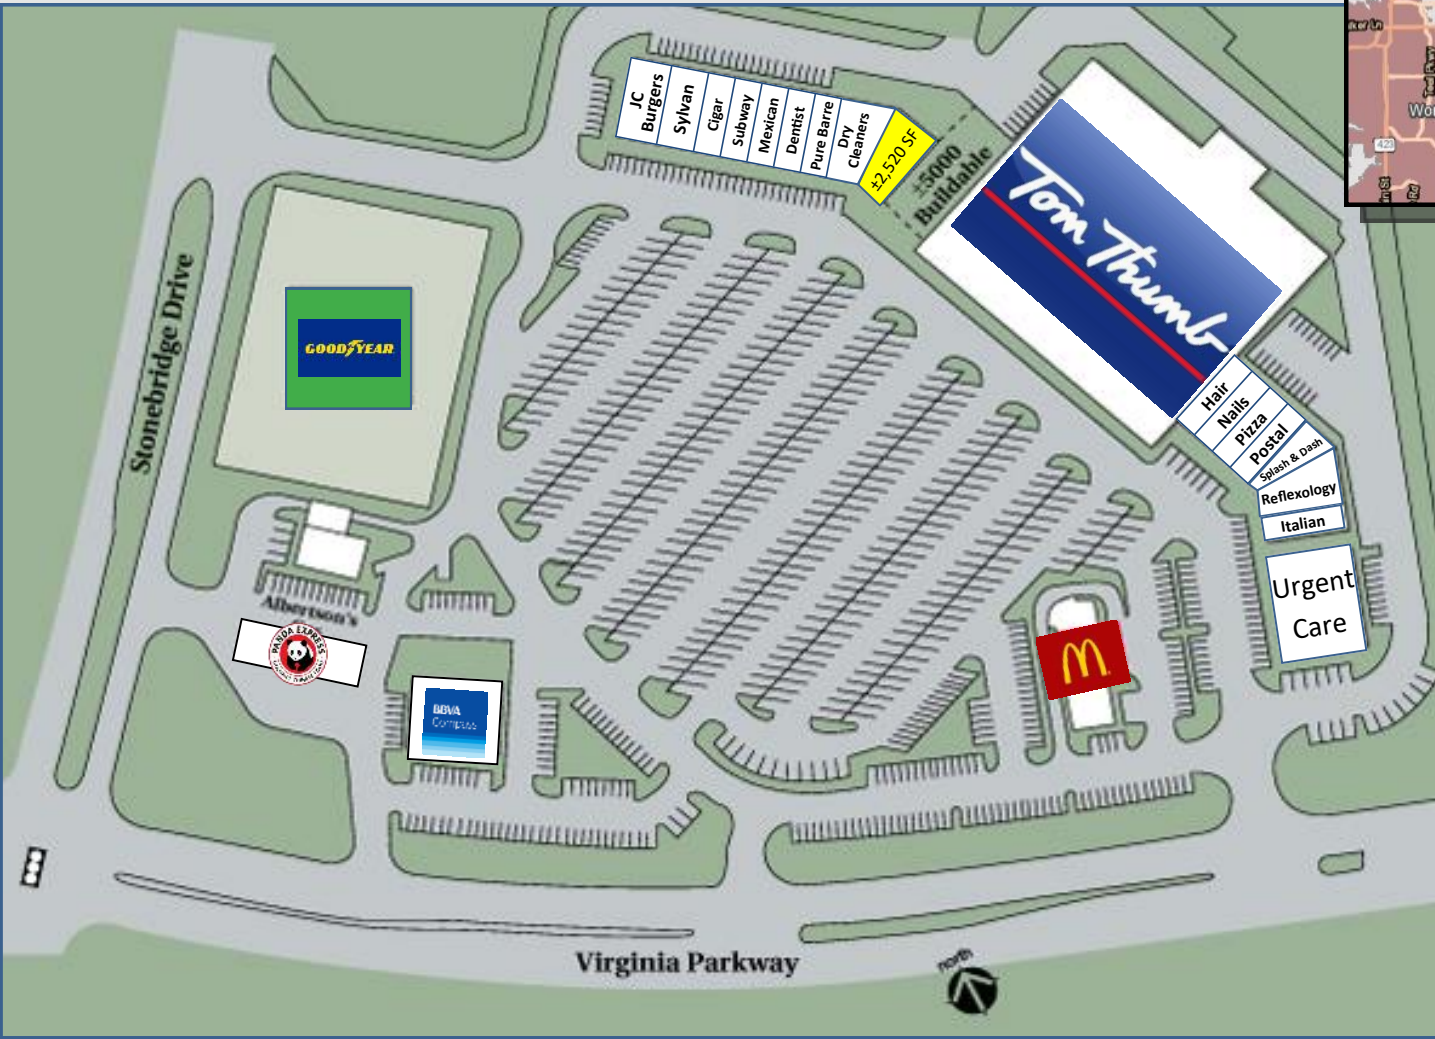 JC
Burgers
Sylvan
Cigar
Subway
Mexican
Dentist
Pure Barre
Dry
Cleaners
±2,520 SF
±5000
Buildable
Tom Thumb
Hair
Nails
Pizza
Postal
Splash & Dash
Reflexology
Italian
Urgent
Care
GOODYEAR
Stonebridge Drive
Albertson's
PANDA EXPRESS
BBVA
Compass
Virginia Parkway
north
423